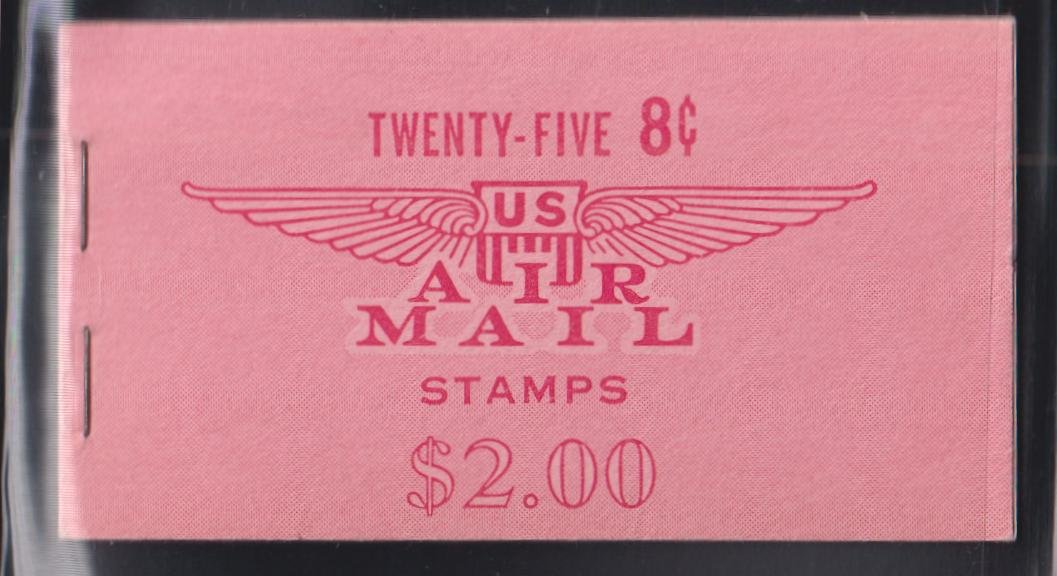 TWENTY-FIVE 8¢
US
AIR
MAIL
STAMPS
$2.00